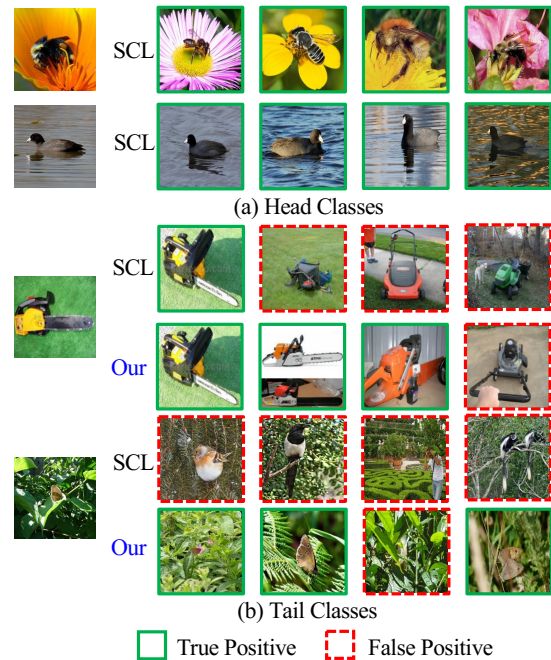 SCL
SCL
(a) Head Classes
SCL
Our
SCL
Our
(b) Tail Classes
True Positive False Positive